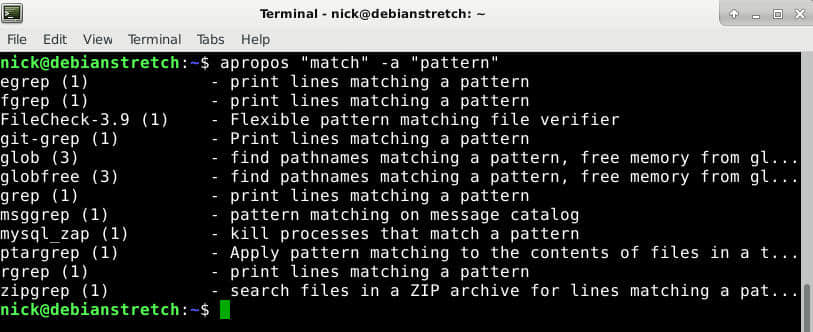 Terminal - nick@debianstretch: ~
File Edit View Terminal Tabs Help
nick@debianstretch:~$ apropos "match" -a "pattern"
egrep (1) - print lines matching a pattern
fgrep (1) - print lines matching a pattern
FileCheck-3.9 (1) - Flexible pattern matching file verifier
git-grep (1) - Print lines matching a pattern
glob (3) - find pathnames matching a pattern, free memory from gl...
globfree (3) - find pathnames matching a pattern, free memory from gl...
grep (1) - print lines matching a pattern
msggrep (1) - pattern matching on message catalog
mysql_zap (1) - kill processes that match a pattern
ptargrep (1) - Apply pattern matching to the contents of files in a t...
rgrep (1) - print lines matching a pattern
zipgrep (1) - search files in a ZIP archive for lines matching a pat...
nick@debianstretch:~$